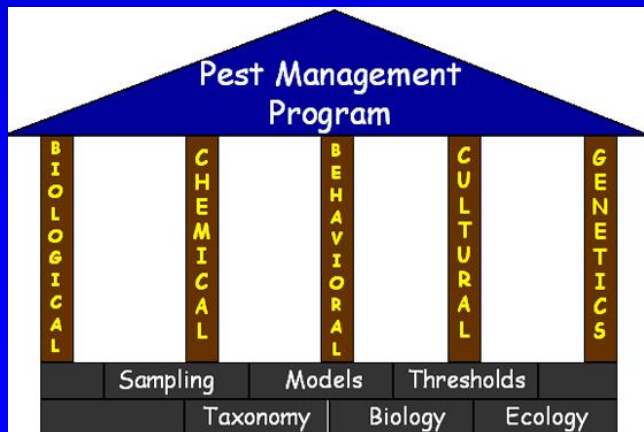 Pest Management
Program
BIOLOGICAL
CHEMICAL
BEHAVIORAL
CULTURAL
GENETICS
Sampling
Models
Thresholds
Taxonomy
Biology
Ecology